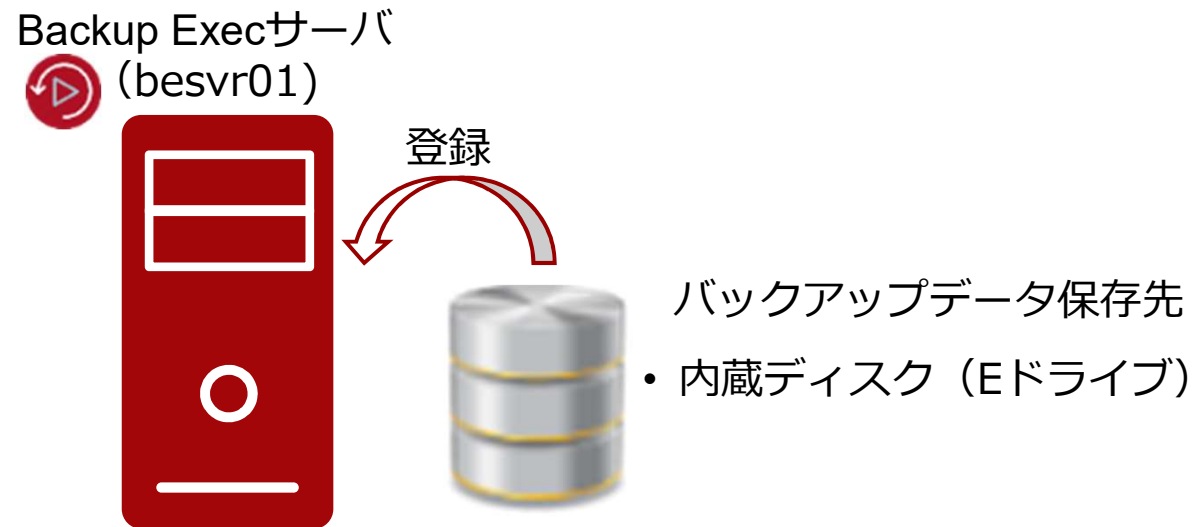 Backup Execサーバ
（besvr01)
登録
バックアップデータ保存先
• 内蔵ディスク（Eドライブ）